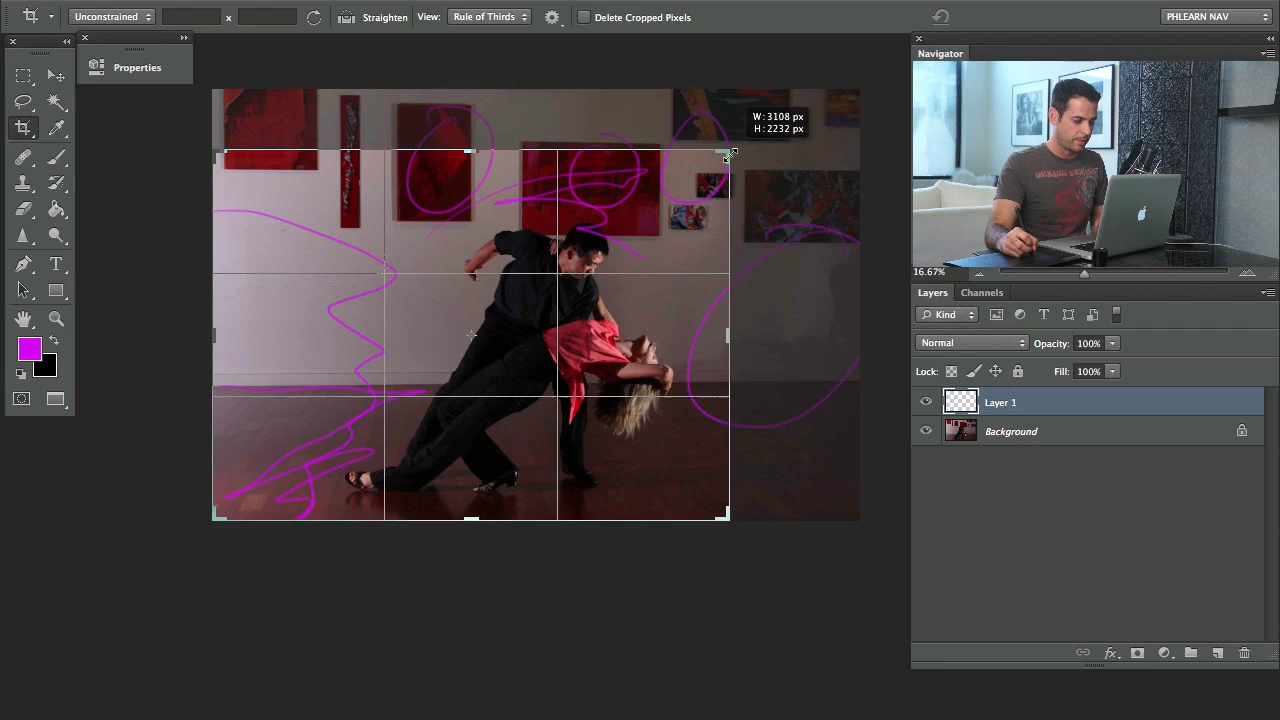 Unconstrained x Straighten View: Rule of Thirds Delete Cropped Pixels PHLEARN NAV
Properties
Navigator
W: 3108 px
H: 2232 px
16.67%
Layers Channels
Kind
Normal Opacity: 100%
Lock: Fill: 100%
Layer 1
Background
fx